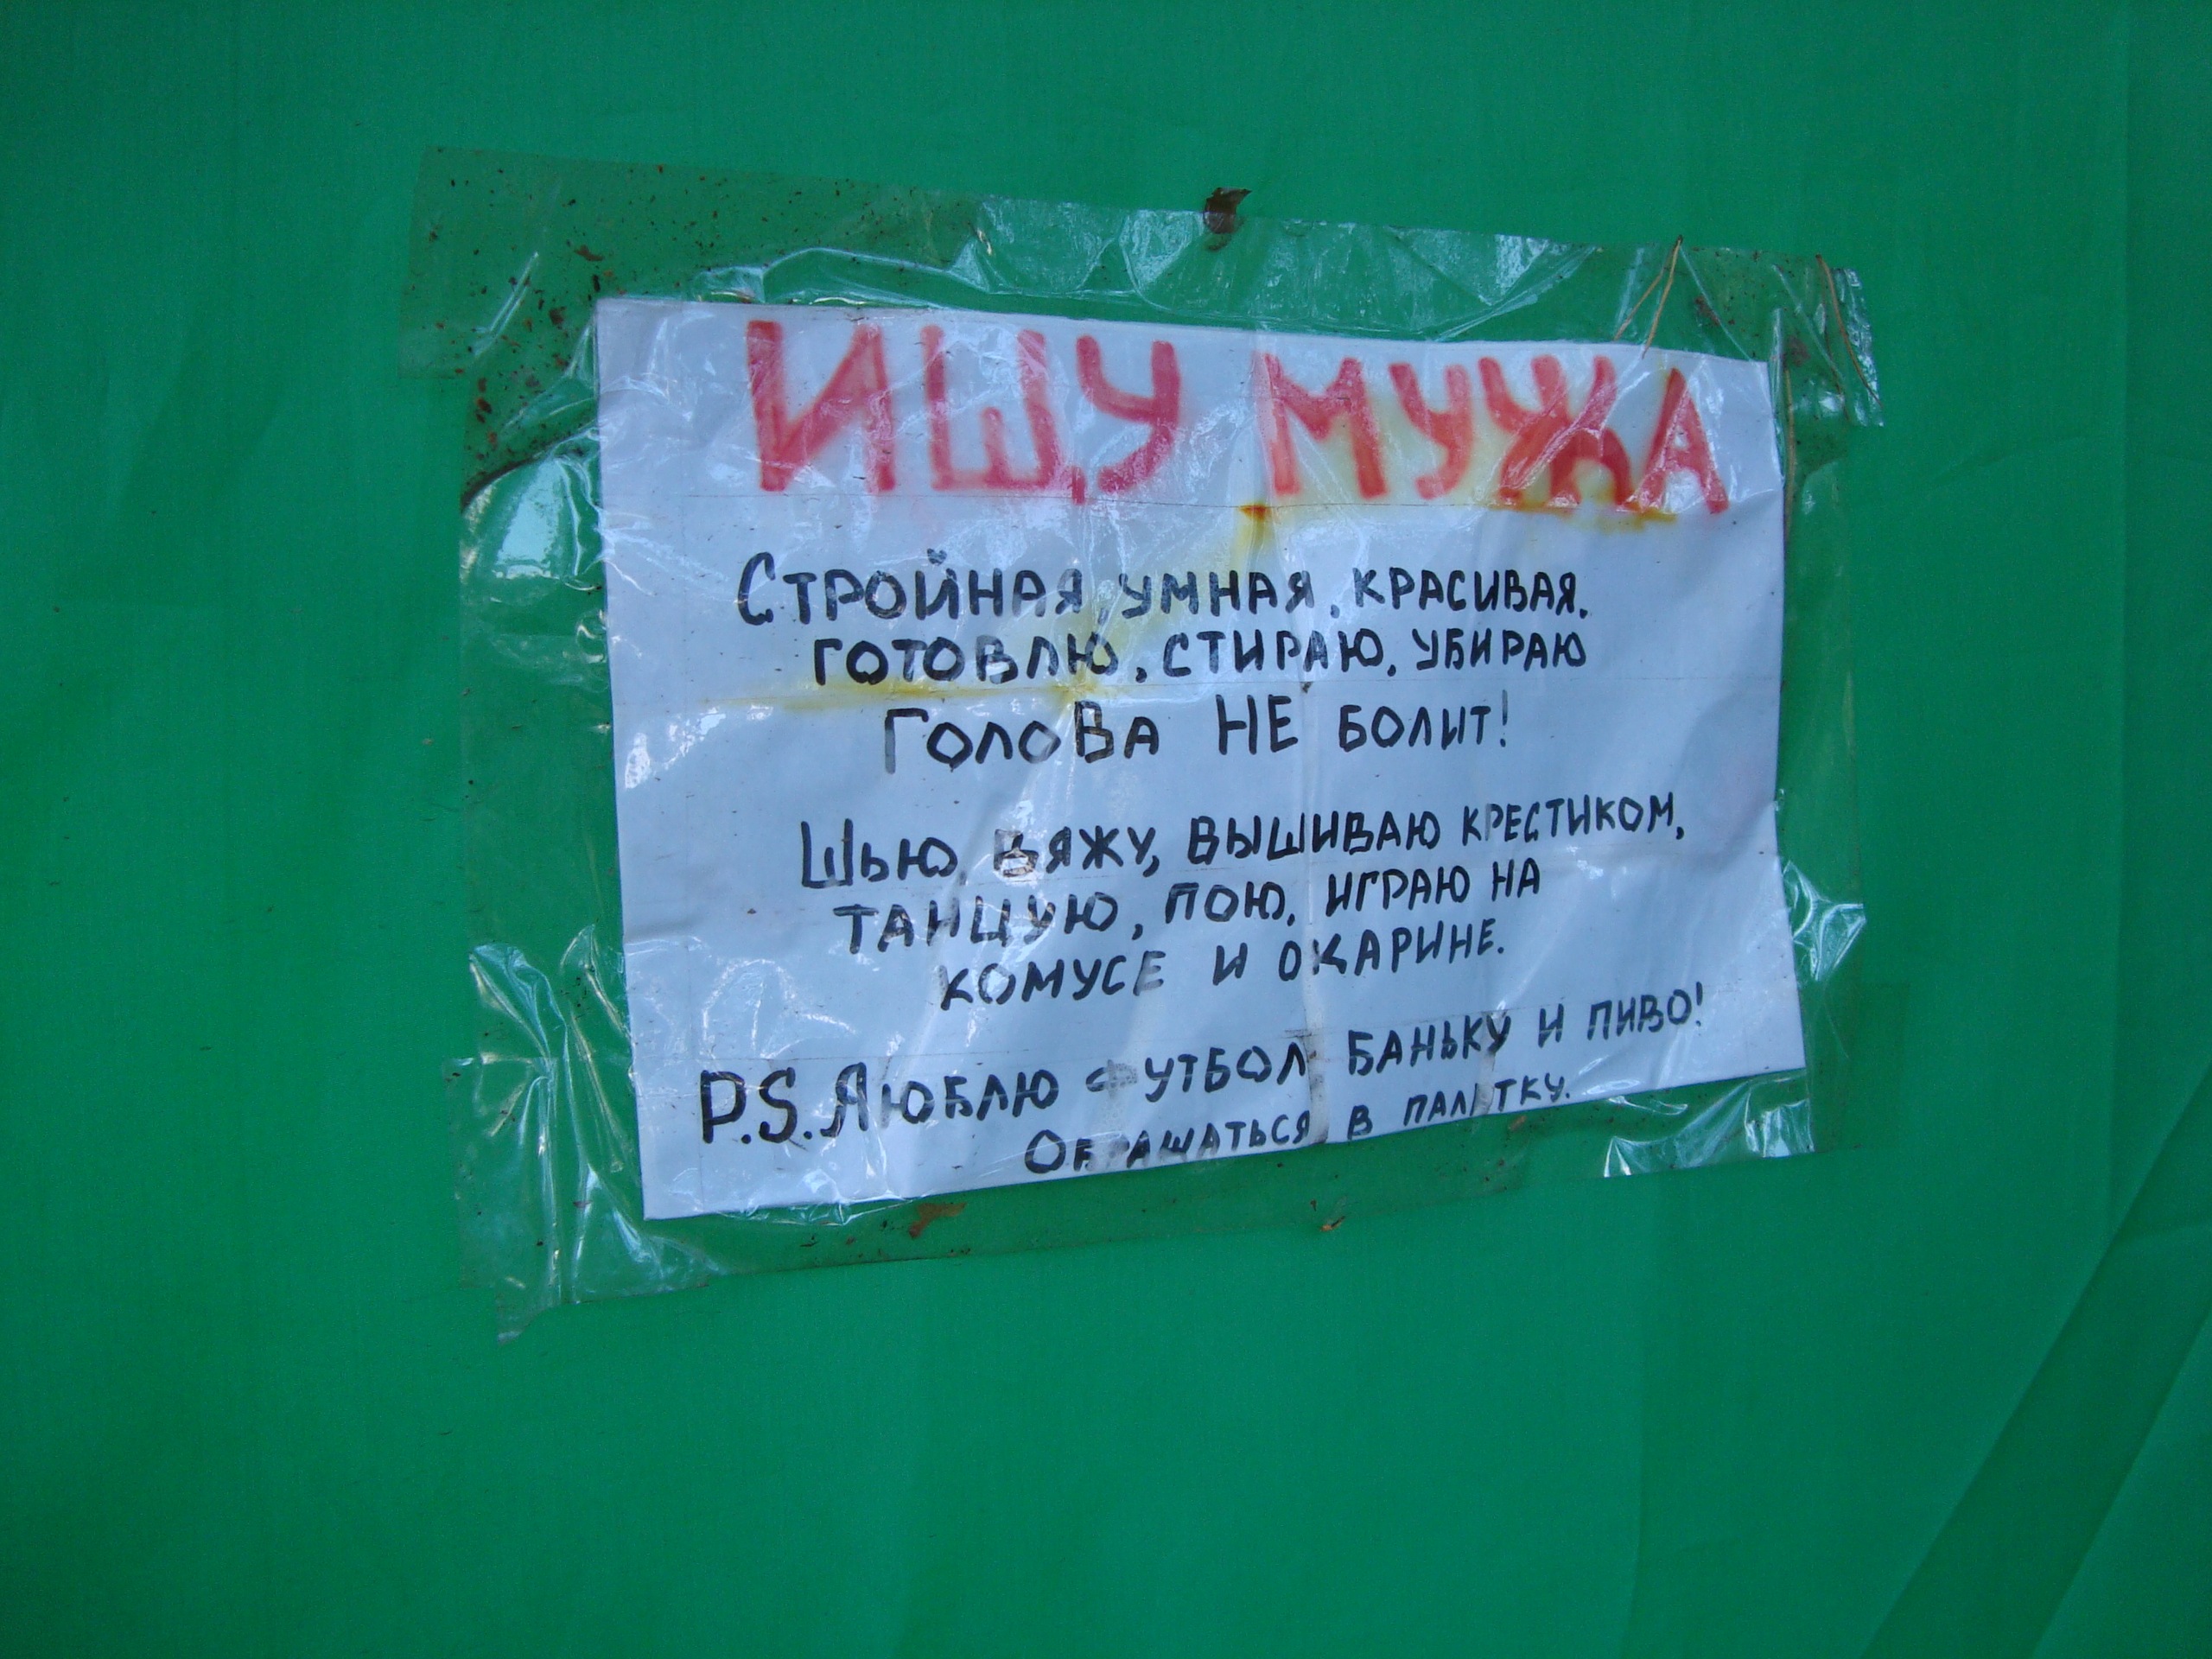 ИЩУ МУЖА
Стройная, умная, красивая.
готовлю, стираю, убираю
Голова НЕ болит!
Шью, вяжу, вышиваю крестиком,
танцую, пою, играю на
комусе и окарине.
P.S. Я люблю футбол, баньку и пиво!
Обращаться в палатку.